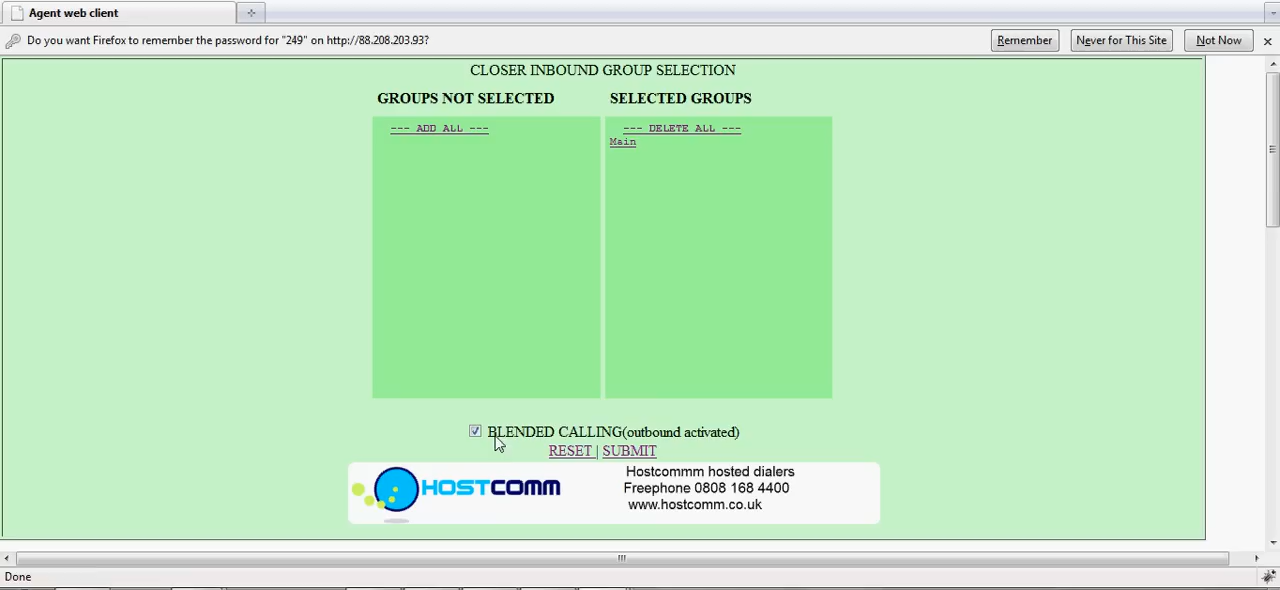 Agent web client
Do you want Firefox to remember the password for "249" on http://88.208.203.93?
Remember
Never for This Site
Not Now
CLOSER INBOUND GROUP SELECTION
GROUPS NOT SELECTED
SELECTED GROUPS
--- ADD ALL ---
--- DELETE ALL ---
Main
BLENDED CALLING(outbound activated)
RESET | SUBMIT
HOSTCOMM
Hostcommm hosted dialers
Freephone 0808 168 4400
www.hostcomm.co.uk
Done